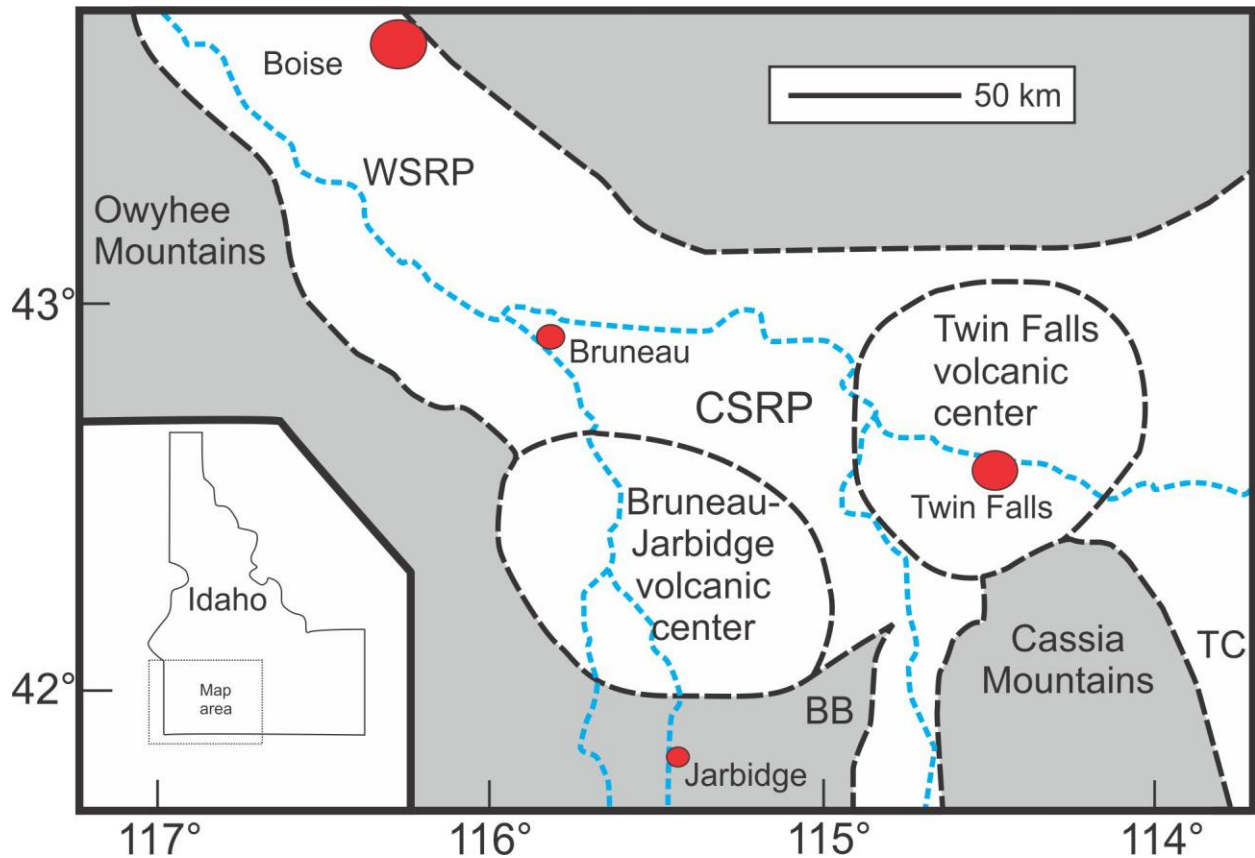 Boise
50 km
WSRP
Owyhee
Mountains
43°
Bruneau
Twin Falls
volcanic
center
CSRP
Twin Falls
Bruneau-
Jarbidge
volcanic
center
Idaho
Map
area
42°
Cassia
Mountains
TC
BB
Jarbidge
117°
116°
115°
114°